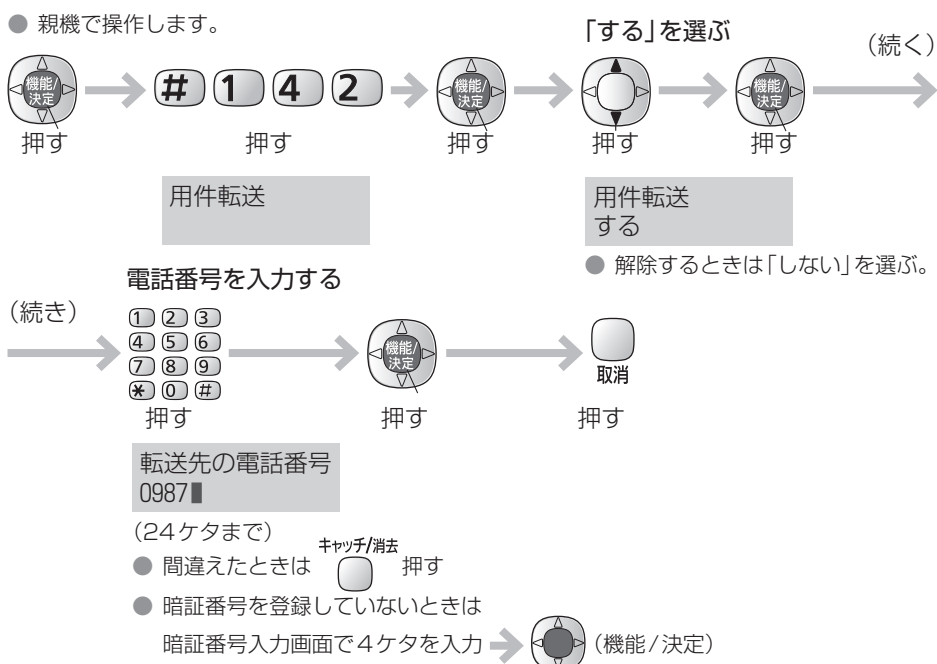 ● 親機で操作します。
「する」を選ぶ
(続く)
機能/
決定
# 1 4 2
機能/
決定
機能/
決定
押す
押す
押す
押す
押す
用件転送
用件転送
する
● 解除するときは「しない」を選ぶ。
電話番号を入力する
(続き)
1 2 3
4 5 6
7 8 9
* 0 #
機能/
決定
取消
押す
押す
押す
転送先の電話番号
0987
(24ケタまで)
キャッチ/消去
● 間違えたときは 押す
● 暗証番号を登録していないときは
暗証番号入力画面で4ケタを入力 (機能/決定)